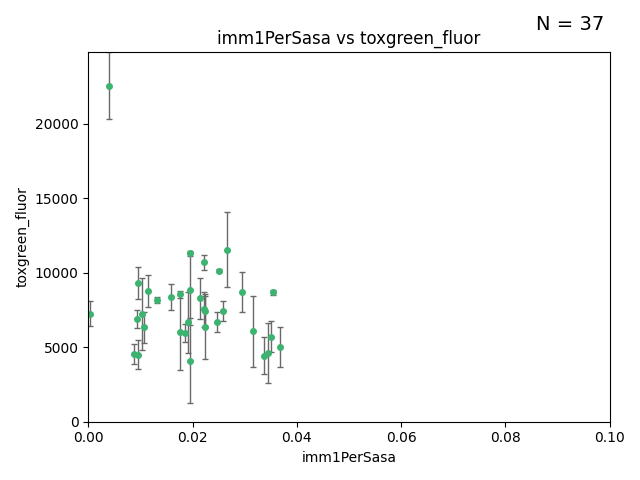 N = 37
imm1PerSasa vs toxgreen_fluor
toxgreen_fluor
20000
15000
10000
5000
0
0.00 0.02 0.04 0.06 0.08 0.10
imm1PerSasa